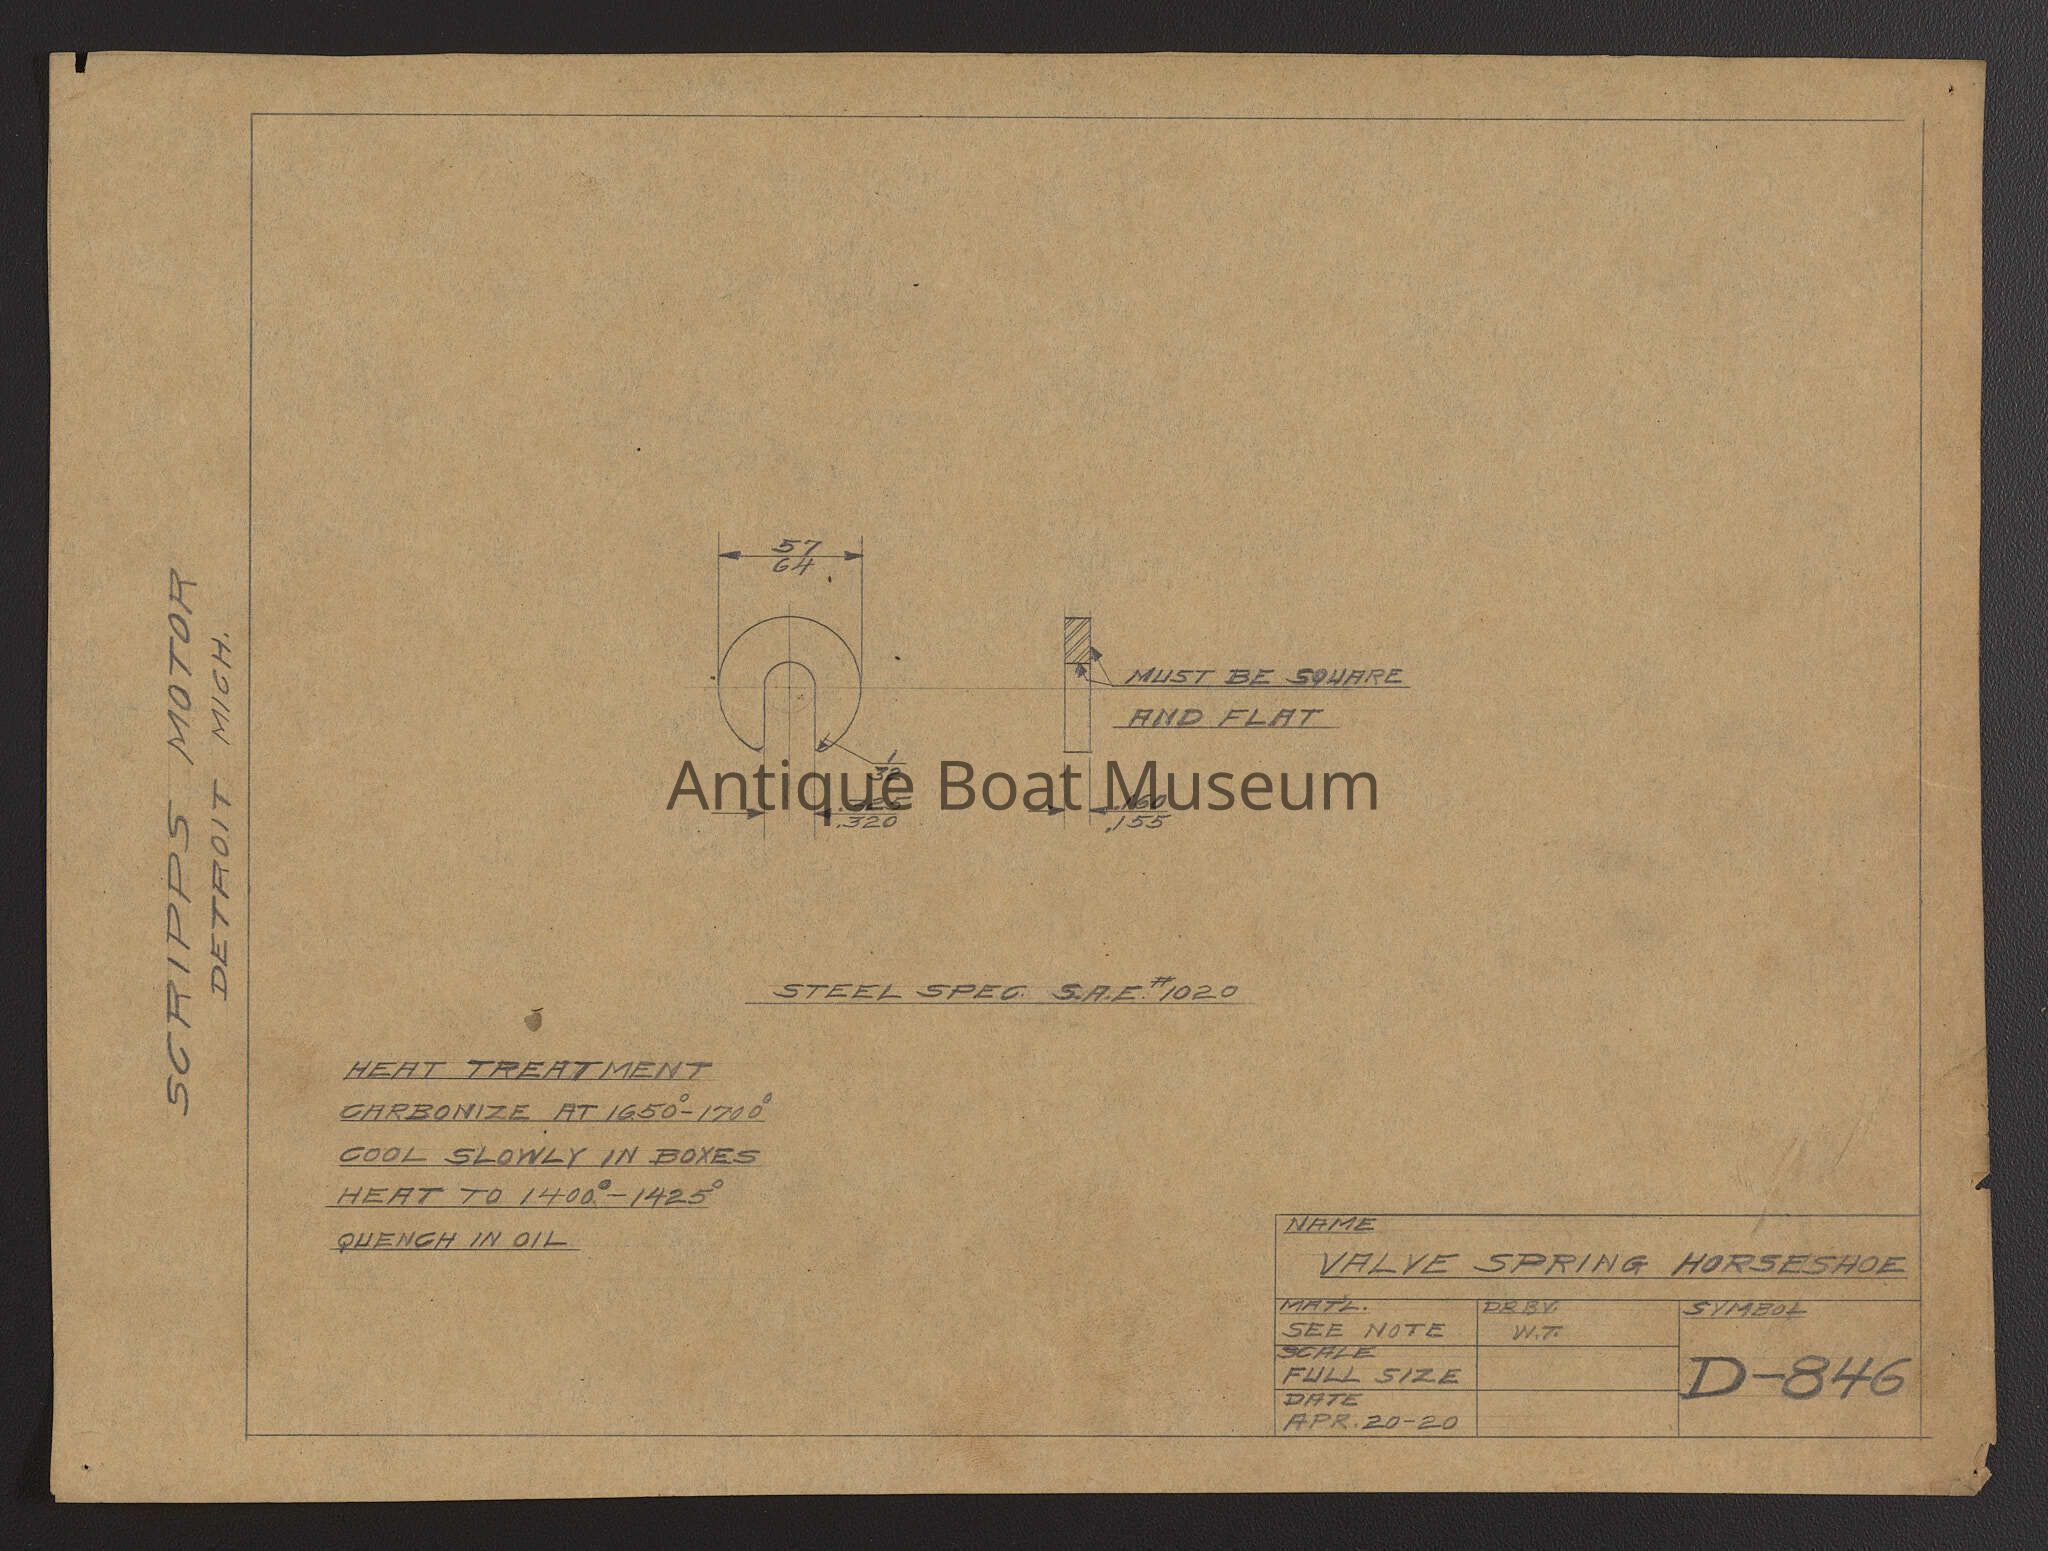 SCRIPPS MOTOR
DETROIT MICH.
57
64
MUST BE SQUARE
AND FLAT
1
32
Antique Boat Museum
.325
.320
.160
.155
STEEL SPEC. S.A.E. #1020
HEAT TREATMENT
CARBONIZE AT 1650°-1700°
COOL SLOWLY IN BOXES
HEAT TO 1400°-1425°
QUENCH IN OIL
NAME
VALVE SPRING HORSESHOE
MAT'L.
SEE NOTE
DR BY.
W.T.
SYMBOL
D-846
SCALE
FULL SIZE
DATE
APR. 20-20